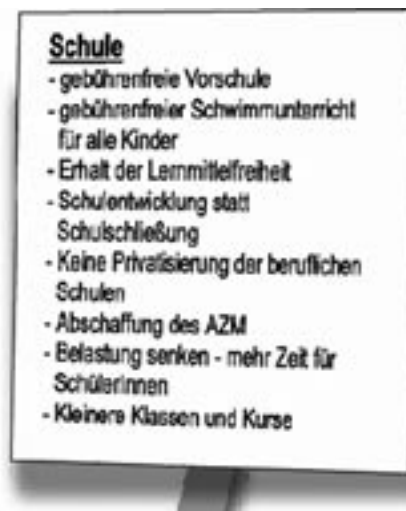 Schule
- gebührenfreie Vorschule
- gebührenfreier Schwimmunterricht
für alle Kinder
- Erhalt der Lernmittelfreiheit
- Schulentwicklung statt
Schulschließung
- Keine Privatisierung der beruflichen
Schulen
- Abschaffung des AZM
- Belastung senken - mehr Zeit für
SchülerInnen
- Kleinere Klassen und Kurse